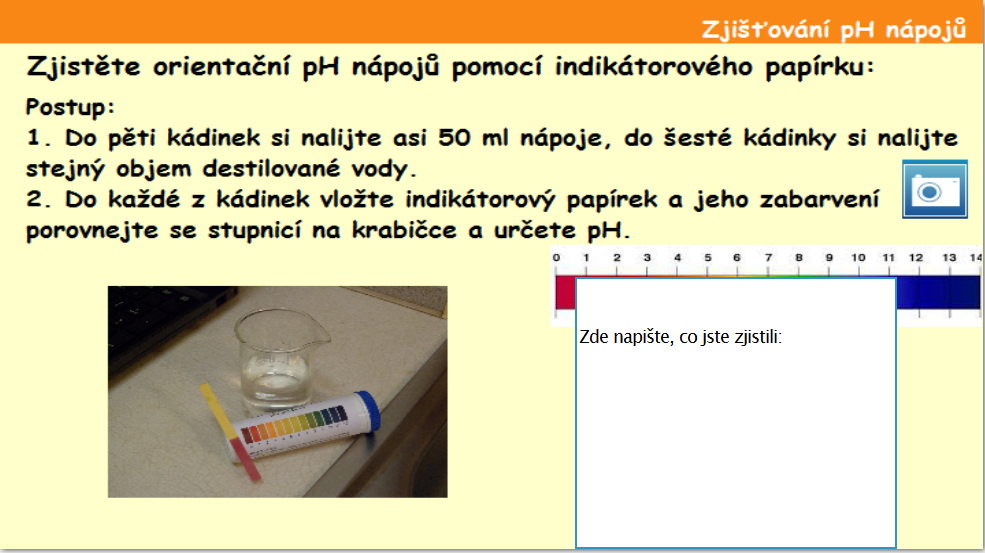 Zjišťování pH nápojů
Zjistěte orientační pH nápojů pomocí indikátorového papírku:
Postup:
1. Do pěti kádinek si nalijte asi 50 ml nápoje, do šesté kádinky si nalijte
stejný objem destilované vody.
2. Do každé z kádinek vložte indikátorový papírek a jeho zabarvení
porovnejte se stupnicí na krabičce a určete pH.
0 1 2 3 4 5 6 7 8 9 10 11 12 13 14
Zde napište, co jste zjistili: